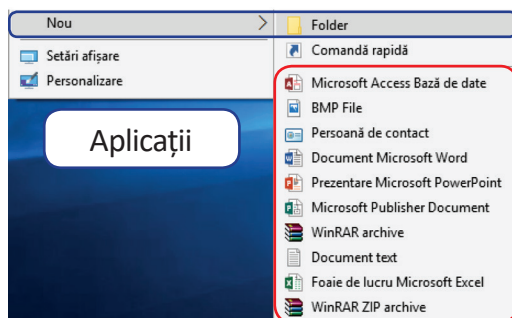 Nou
Setări afișare
Personalizare
Aplicații
Folder
Comandă rapidă
Microsoft Access Bază de date
BMP File
Persoană de contact
Document Microsoft Word
Prezentare Microsoft PowerPoint
Microsoft Publisher Document
WinRAR archive
Document text
Foaie de lucru Microsoft Excel
WinRAR ZIP archive